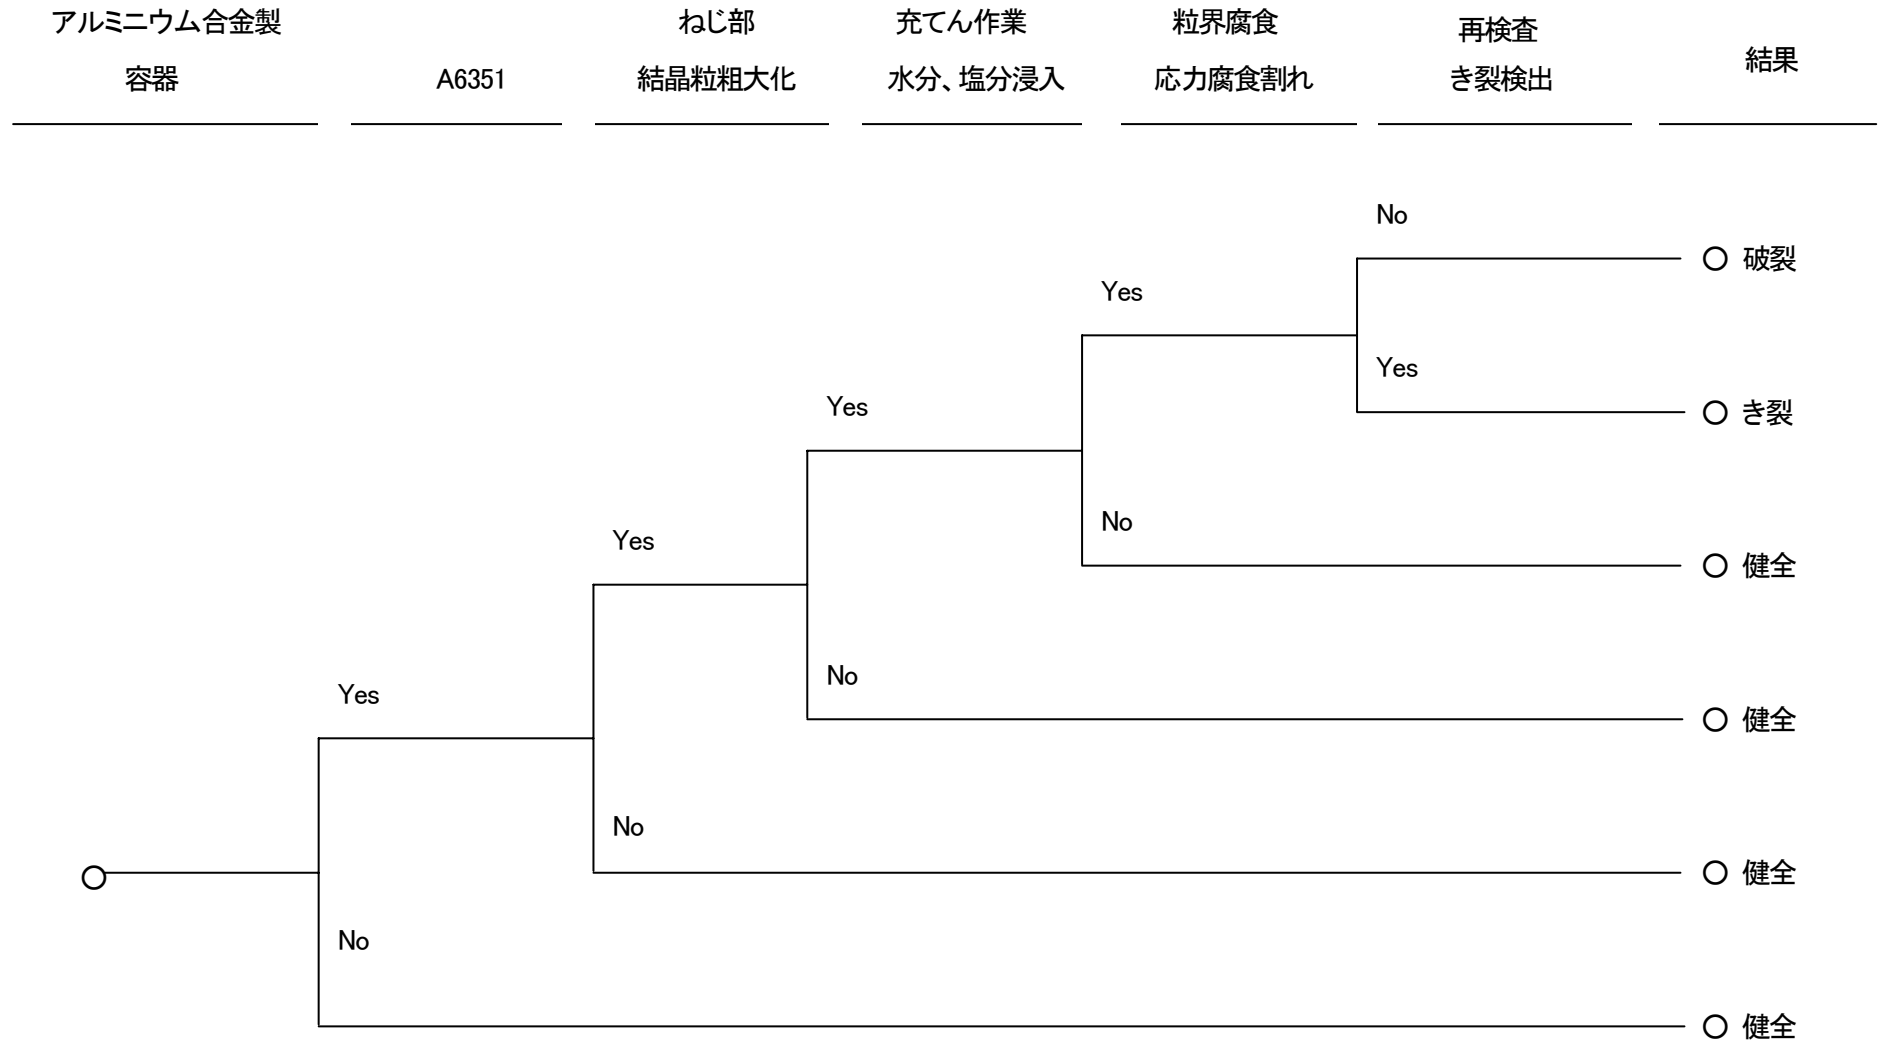 アルミニウム合金製
容器
A6351
ねじ部
結晶粒粗大化
充てん作業
水分、塩分浸入
粒界腐食
応力腐食割れ
再検査
き裂検出
結果
No
破裂
Yes
Yes
き裂
Yes
No
健全
Yes
No
健全
Yes
No
健全
No
健全